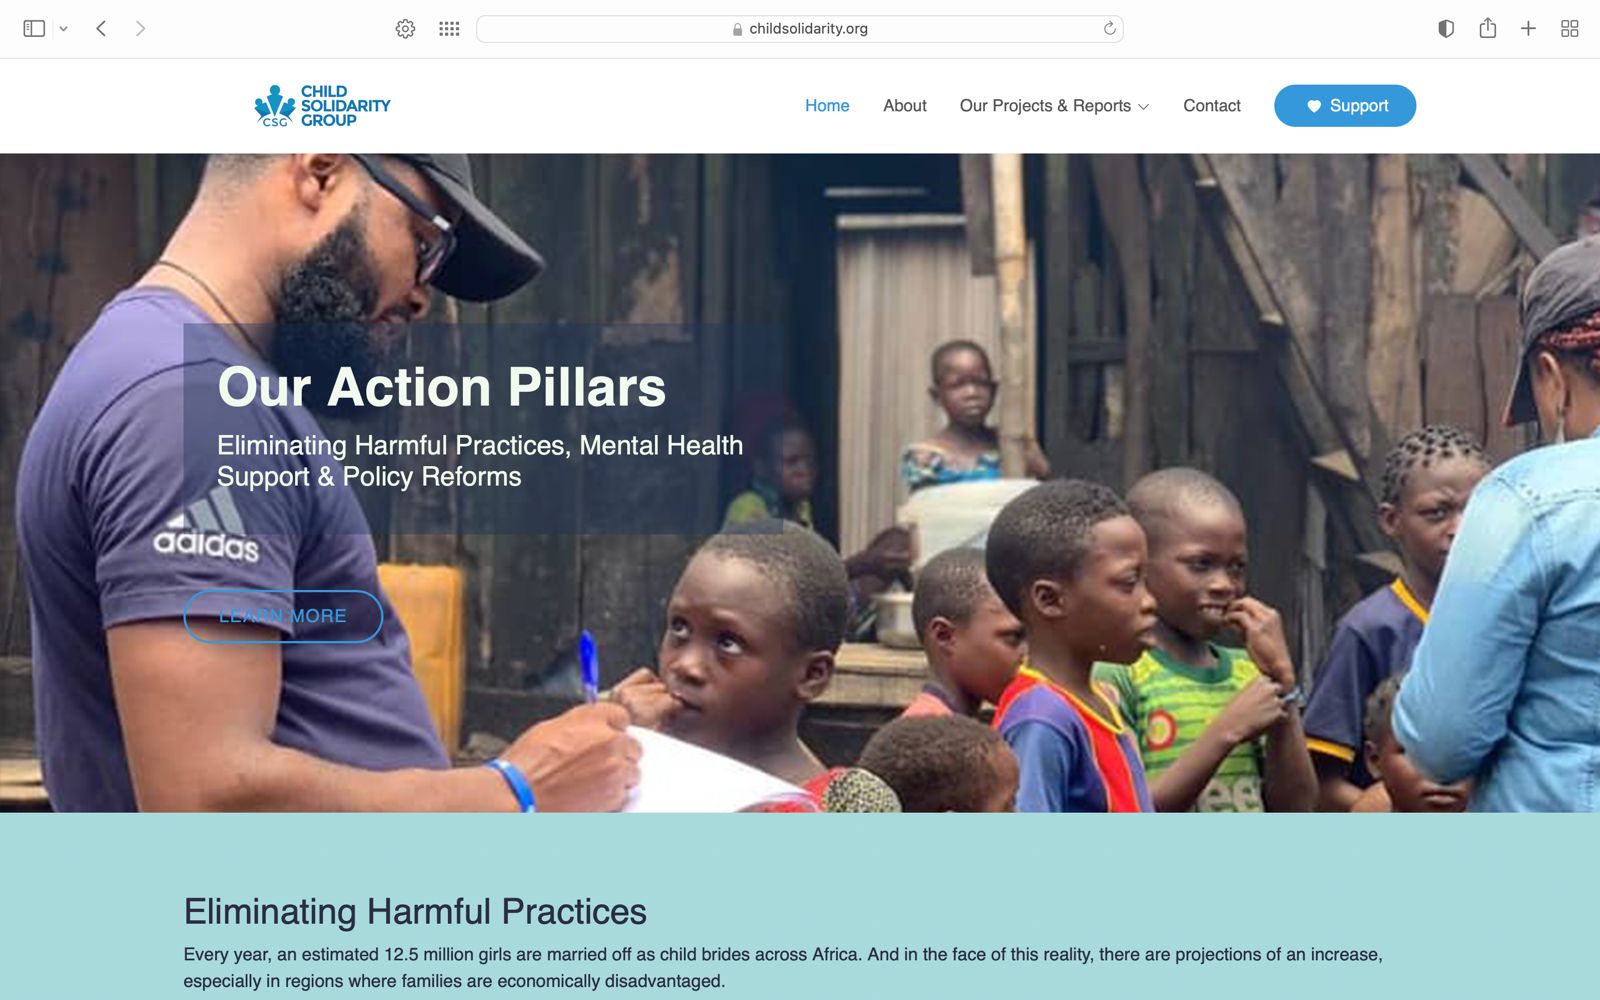 childsolidarity.org
CHILD
SOLIDARITY
GROUP
CSG
Home
About
Our Projects & Reports
Contact
Support
Our Action Pillars
Eliminating Harmful Practices, Mental Health
Support & Policy Reforms
adidas
LEARN MORE
Eliminating Harmful Practices
Every year, an estimated 12.5 million girls are married off as child brides across Africa. And in the face of this reality, there are projections of an increase,
especially in regions where families are economically disadvantaged.